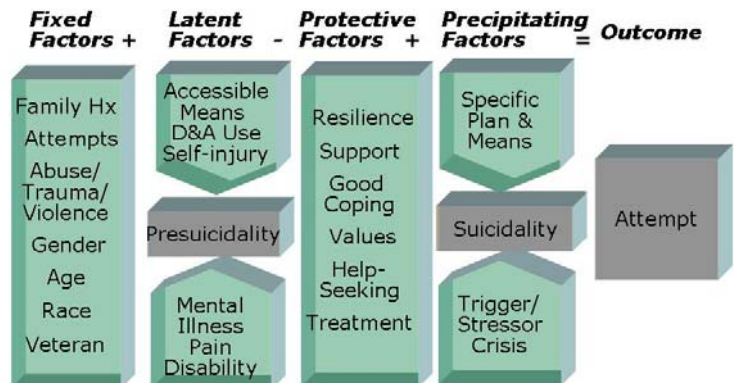 Fixed
Factors +
Latent
Factors -
Protective
Factors +
Precipitating
Factors =
Outcome
Family Hx
Attempts
Abuse/
Trauma/
Violence
Gender
Age
Race
Veteran
Accessible
Means
D&A Use
Self-injury
Presuicidality
Mental
Illness
Pain
Disability
Resilience
Support
Good
Coping
Values
Help-
Seeking
Treatment
Specific
Plan &
Means
Suicidality
Trigger/
Stressor
Crisis
Attempt